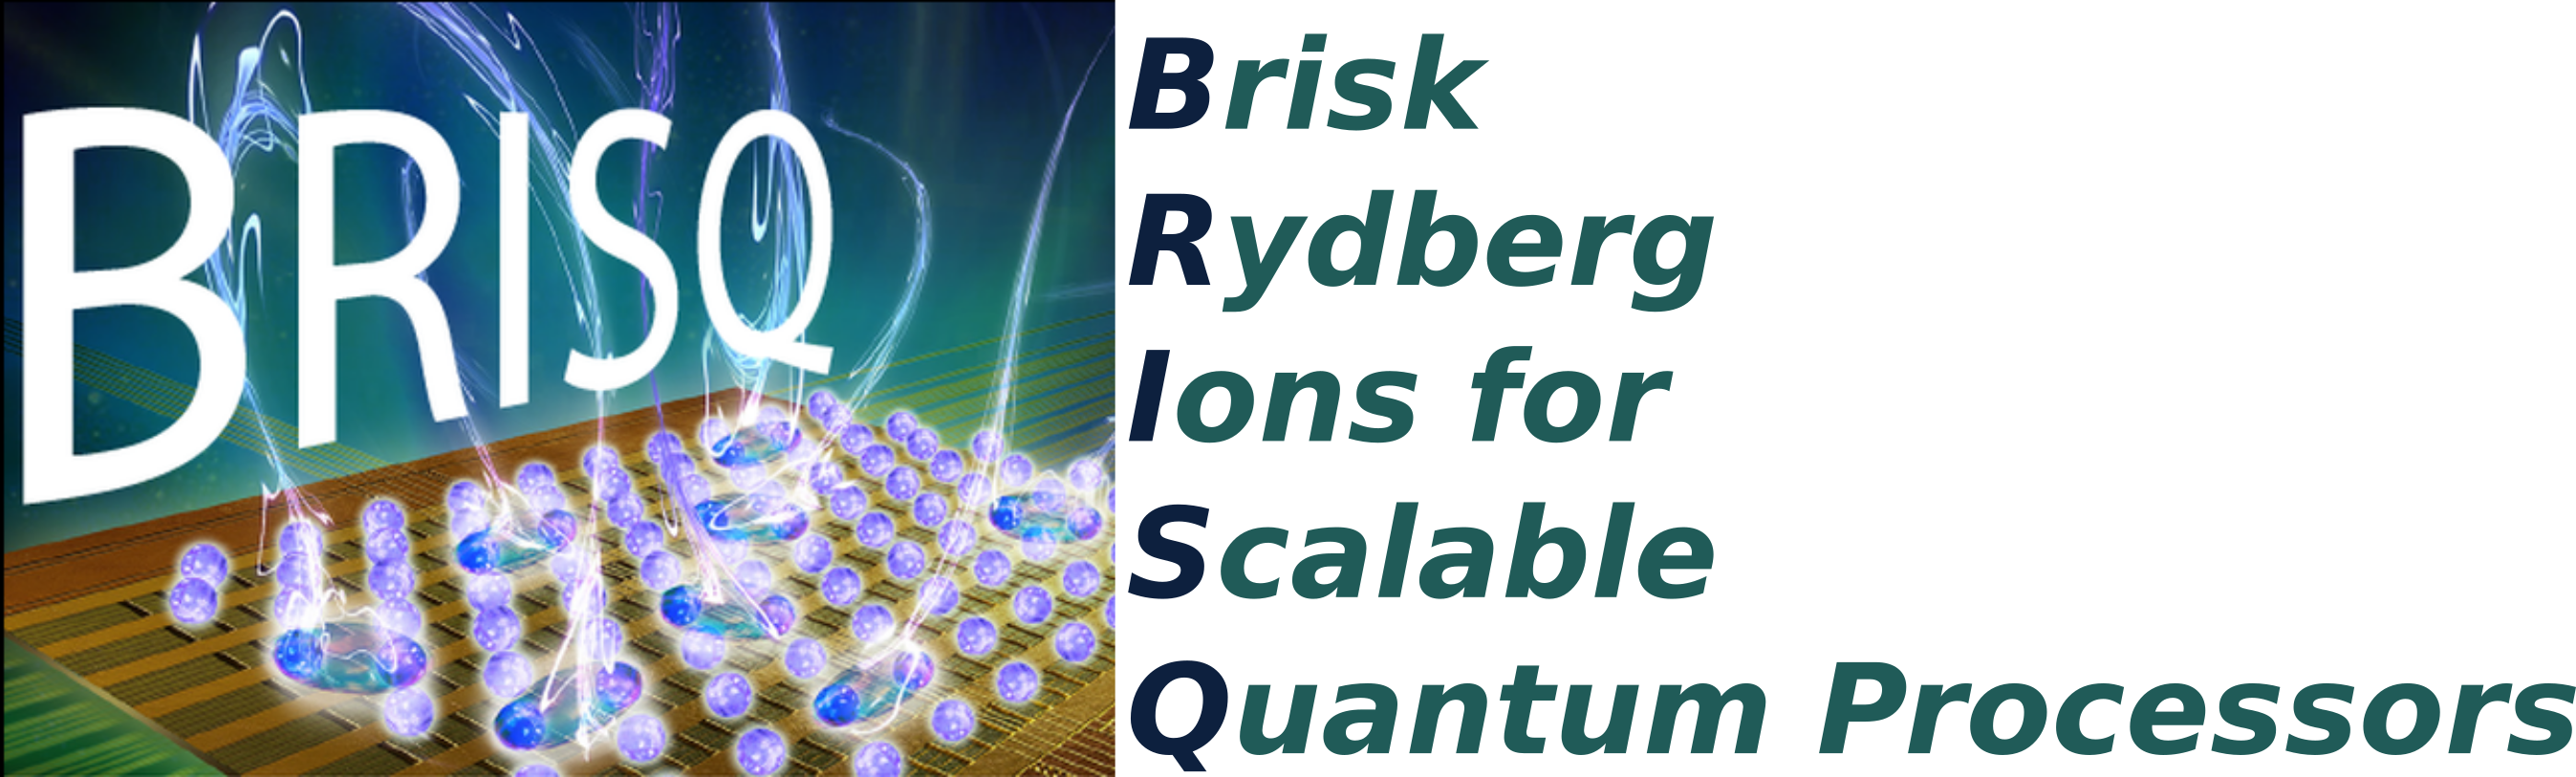 BRISQ
Brisk
Rydberg
Ions for
Scalable
Quantum Processors